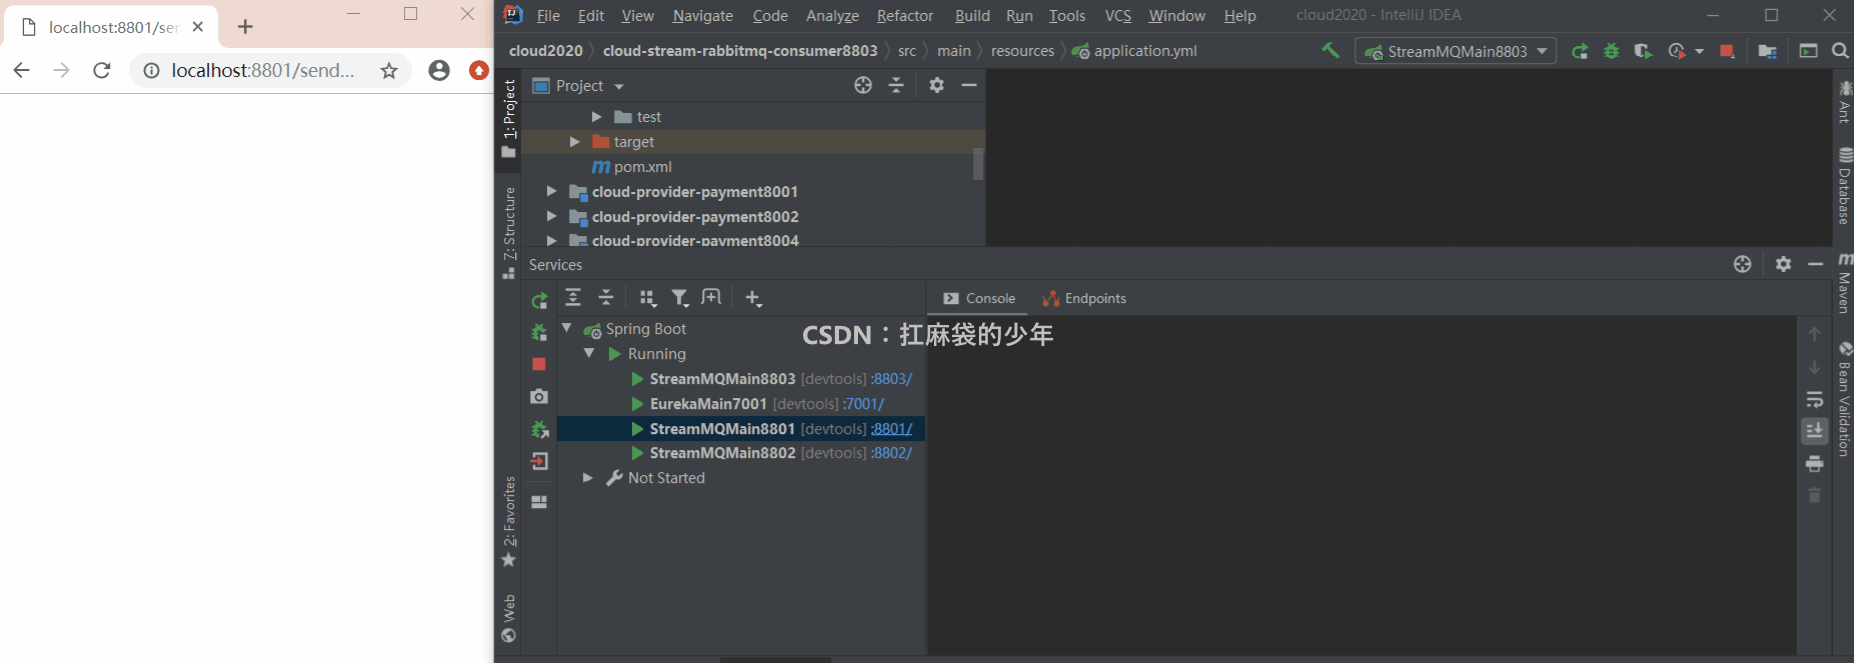 localhost:8801/sen
localhost:8801/send...
File Edit View Navigate Code Analyze Refactor Build Run Tools VCS Window Help cloud2020 - IntelliJ IDEA
cloud2020 cloud-stream-rabbitmq-consumer8803 src main resources application.yml
StreamMQMain8803
1: Project
Z: Structure
2: Favorites
Web
Project
test
target
pom.xml
cloud-provider-payment8001
cloud-provider-payment8002
cloud-provider-payment8004
Services
Spring Boot
Running
StreamMQMain8803 [devtools] :8803/
EurekaMain7001 [devtools] :7001/
StreamMQMain8801 [devtools] :8801/
StreamMQMain8802 [devtools] :8802/
Not Started
Console Endpoints
CSDN：扛麻袋的少年
Ant
Database
Maven
Bean Validation